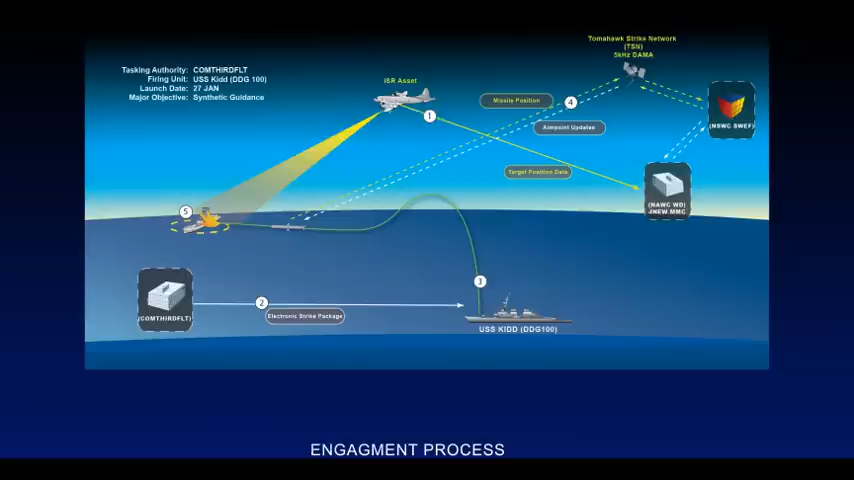 Tomahawk Strike Network
(TSN)
5kHz DAMA
Tasking Authority: COMTHIRDFLT
Firing Unit: USS Kidd (DDG 100)
Launch Date: 27 JAN
Major Objective: Synthetic Guidance
ISR Asset
Missile Position
4
1
Aimpoint Updates
(NSWC SWEF)
Target Position Data
(NAWC WD)
JNEW MMC
5
3
2
Electronic Strike Package
(COMTHIRDFLT)
USS KIDD (DDG100)
ENGAGMENT PROCESS